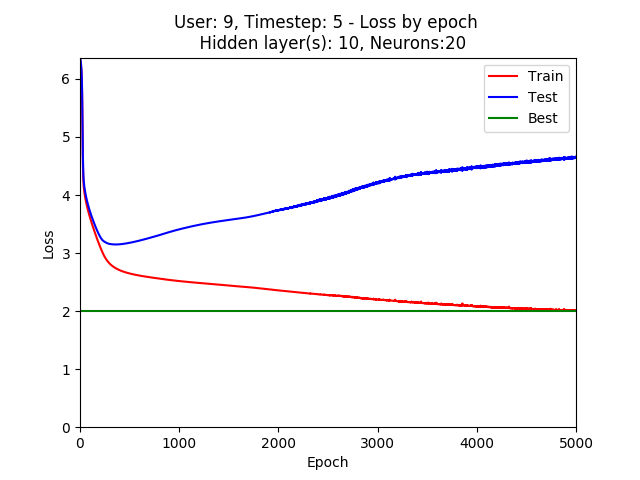 User: 9, Timestep: 5 - Loss by epoch
Hidden layer(s): 10, Neurons:20
Train
Test
Best
6
5
4
3
2
1
0
Loss
0
1000
2000
3000
4000
5000
Epoch